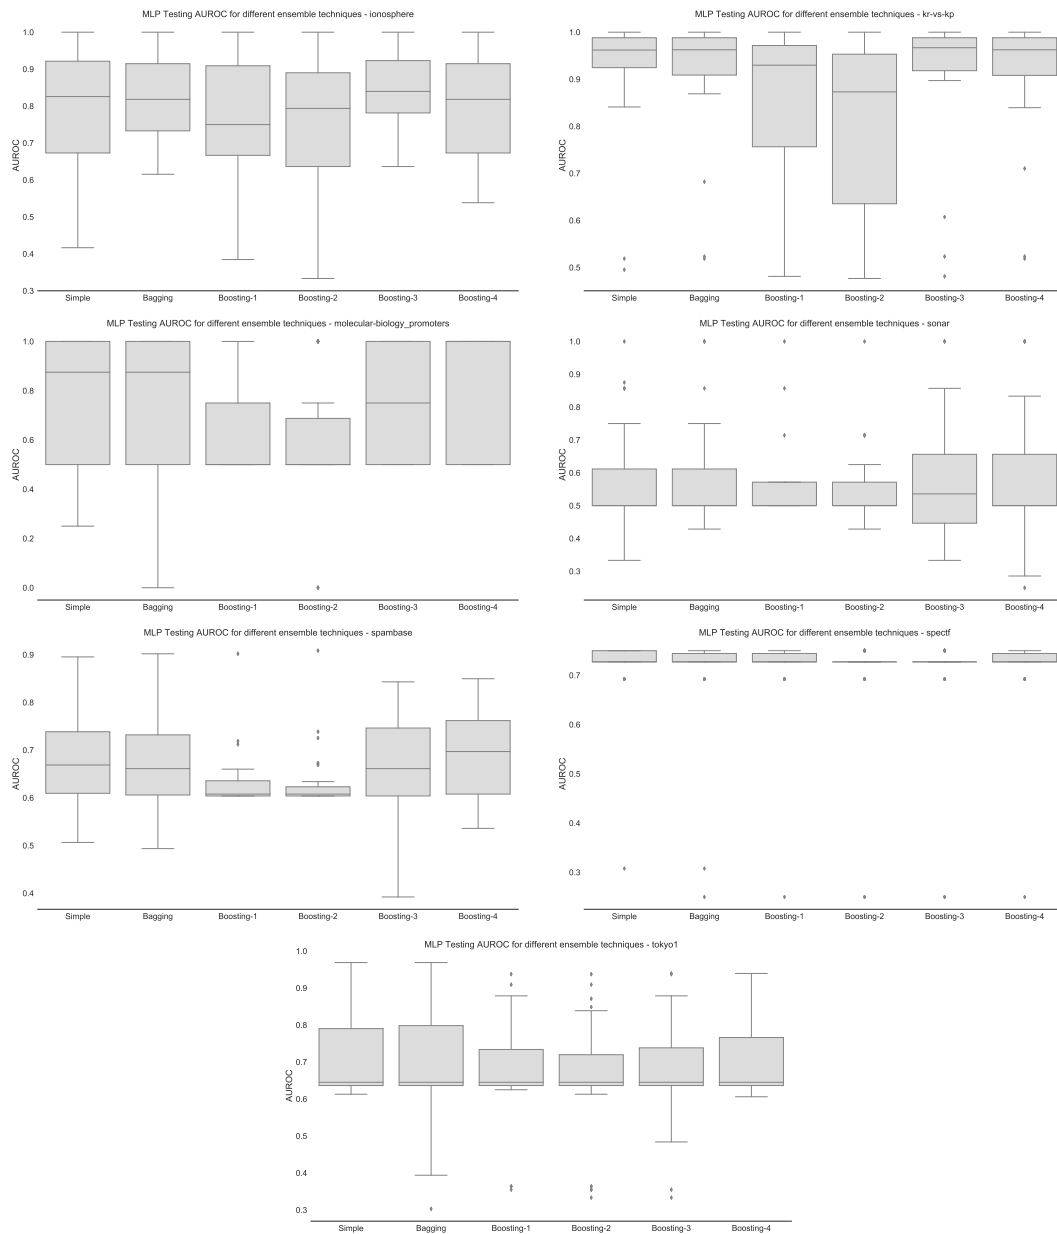 MLP Testing AUROC for different ensemble techniques - ionosphere
1.0
0.9
0.8
0.7
0.6
0.5
0.4
0.3
AUROC
Simple Bagging Boosting-1 Boosting-2 Boosting-3 Boosting-4
MLP Testing AUROC for different ensemble techniques - kr-vs-kp
1.0
0.9
0.8
0.7
0.6
0.5
AUROC
Simple Bagging Boosting-1 Boosting-2 Boosting-3 Boosting-4
MLP Testing AUROC for different ensemble techniques - molecular-biology_promoters
1.0
0.8
0.6
0.4
0.2
0.0
AUROC
Simple Bagging Boosting-1 Boosting-2 Boosting-3 Boosting-4
MLP Testing AUROC for different ensemble techniques - sonar
1.0
0.9
0.8
0.7
0.6
0.5
0.4
0.3
AUROC
Simple Bagging Boosting-1 Boosting-2 Boosting-3 Boosting-4
MLP Testing AUROC for different ensemble techniques - spambase
0.9
0.8
0.7
0.6
0.5
0.4
AUROC
Simple Bagging Boosting-1 Boosting-2 Boosting-3 Boosting-4
MLP Testing AUROC for different ensemble techniques - spectf
0.7
0.6
0.5
0.4
0.3
AUROC
Simple Bagging Boosting-1 Boosting-2 Boosting-3 Boosting-4
MLP Testing AUROC for different ensemble techniques - tokyo1
1.0
0.9
0.8
0.7
0.6
0.5
0.4
0.3
AUROC
Simple Bagging Boosting-1 Boosting-2 Boosting-3 Boosting-4